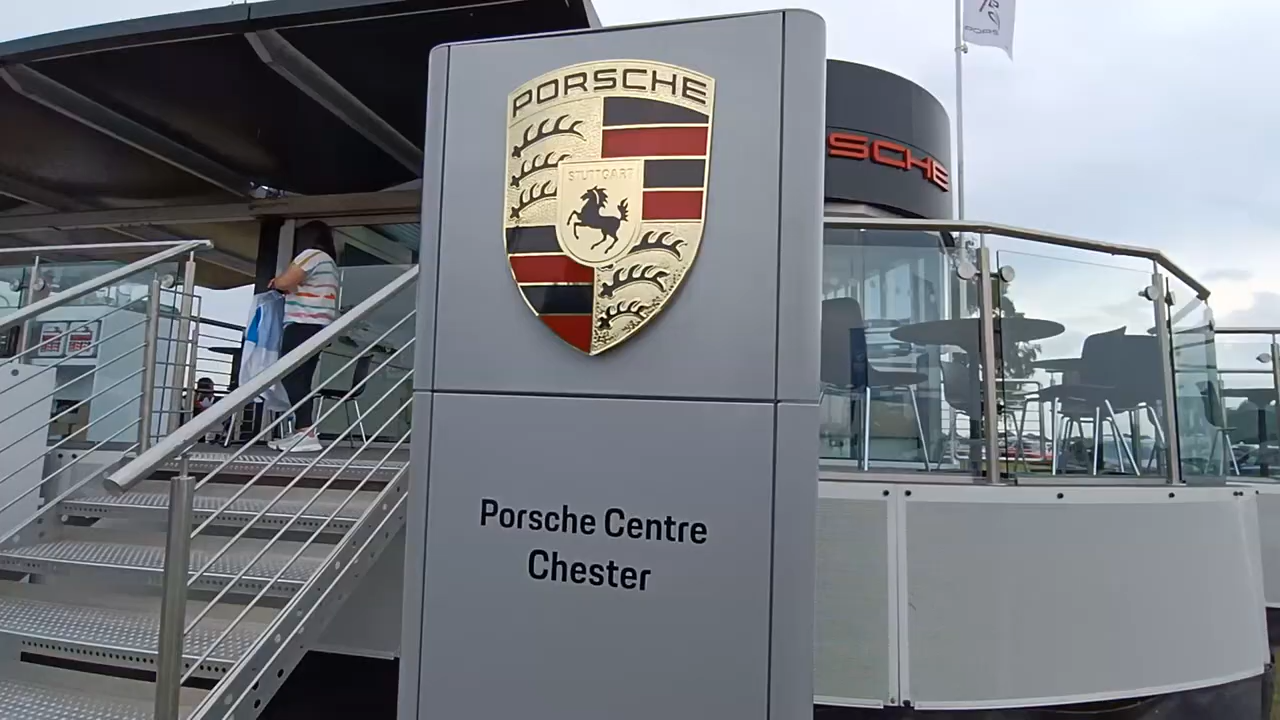 PORSCHE
STUTTGART
Porsche Centre
Chester
SCHE